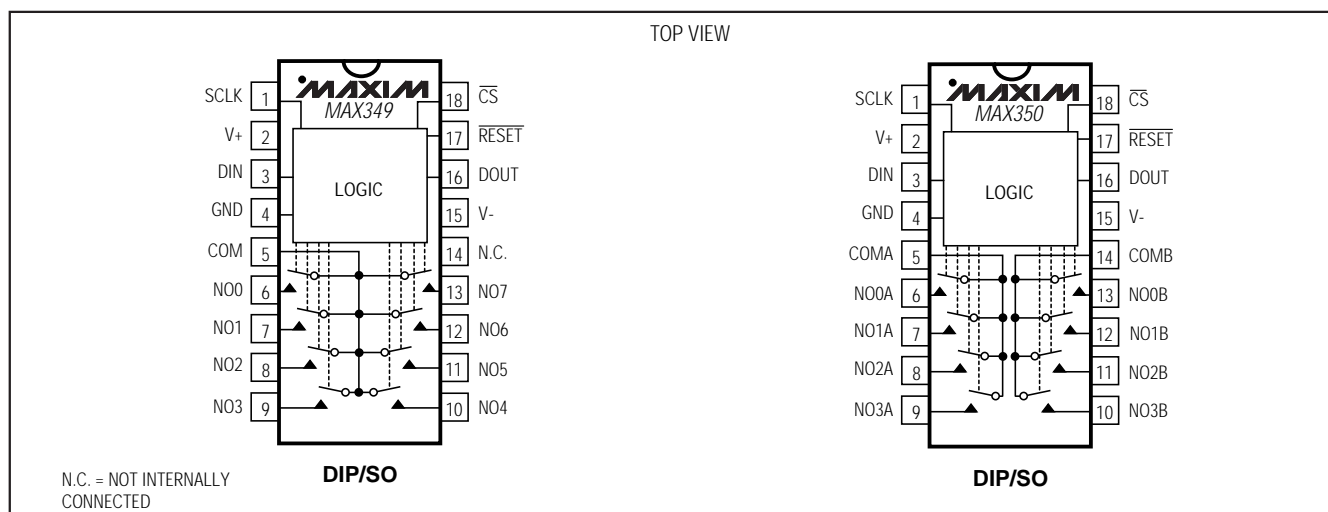 TOP VIEW
MAXIM
MAX349
SCLK 1
V+ 2
DIN 3
GND 4
COM 5
NO0 6
NO1 7
NO2 8
NO3 9
18 CS
17 RESET
16 DOUT
15 V-
14 N.C.
13 NO7
12 NO6
11 NO5
10 NO4
LOGIC
DIP/SO
N.C. = NOT INTERNALLY
CONNECTED
MAXIM
MAX350
SCLK 1
V+ 2
DIN 3
GND 4
COMA 5
NO0A 6
NO1A 7
NO2A 8
NO3A 9
18 CS
17 RESET
16 DOUT
15 V-
14 COMB
13 NO0B
12 NO1B
11 NO2B
10 NO3B
LOGIC
DIP/SO